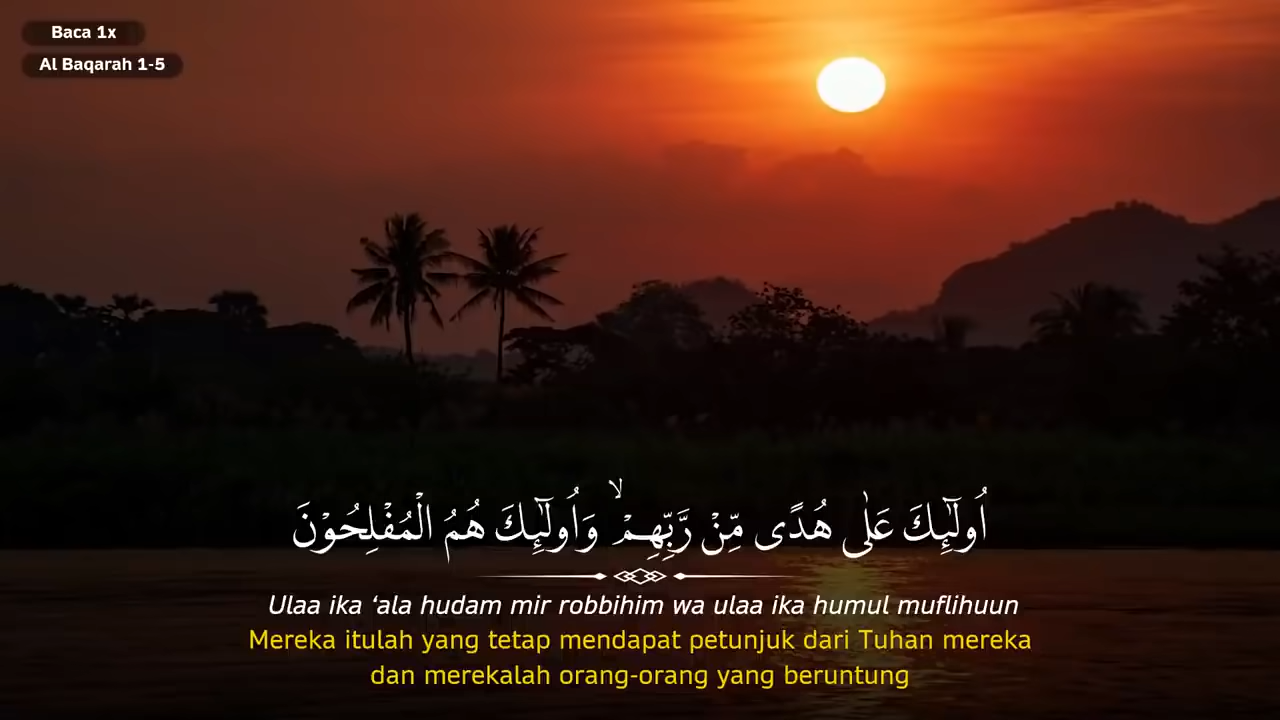 Baca 1x
Al Baqarah 1-5
اُولٰۤىِٕكَ عَلٰى هُدًى مِّنْ رَّبِّهِمْ ۙ وَاُولٰۤىِٕكَ هُمُ الْمُفْلِحُوْنَ
Ulaa ika ‘ala hudam mir robbihim wa ulaa ika humul muflihuun
Mereka itulah yang tetap mendapat petunjuk dari Tuhan mereka
dan merekalah orang-orang yang beruntung